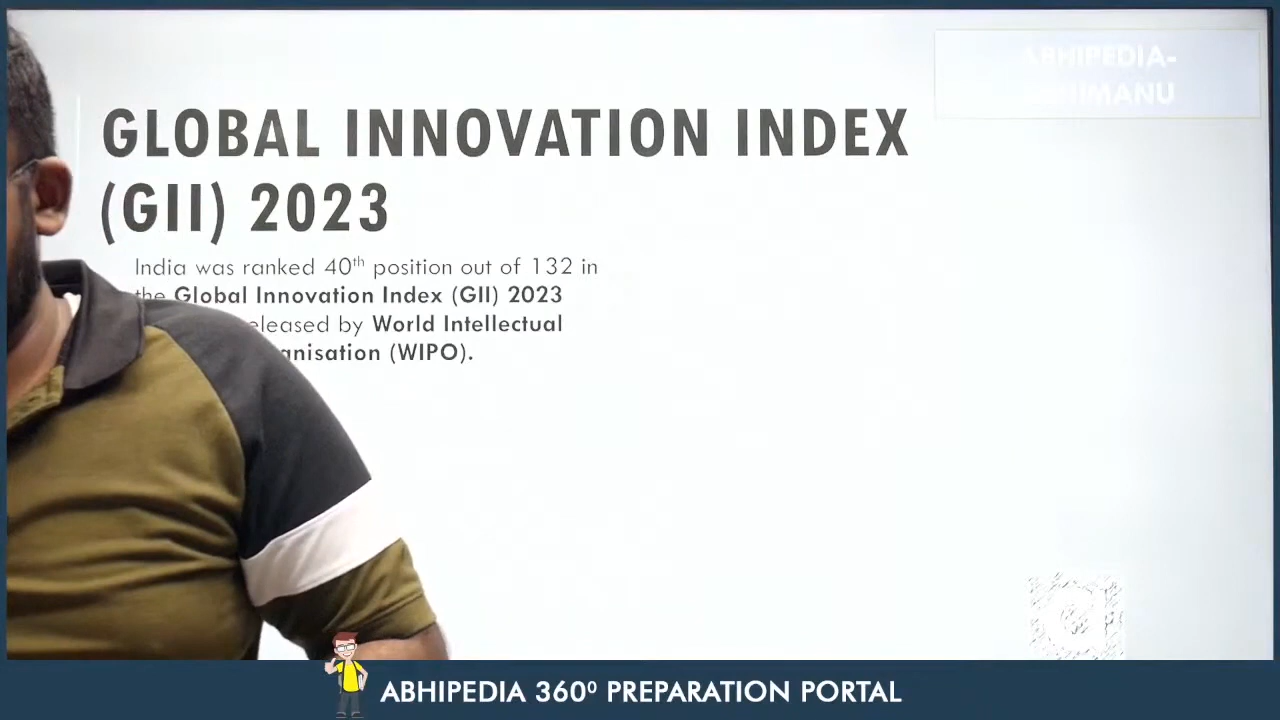 ABHIPEDIA-
GLOBAL INNOVATION INDEX
(GII) 2023
India was ranked 40th position out of 132 in
the Global Innovation Index (GII) 2023
eleased by World Intellectual
anisation (WIPO).
ABHIPEDIA 360⁰ PREPARATION PORTAL